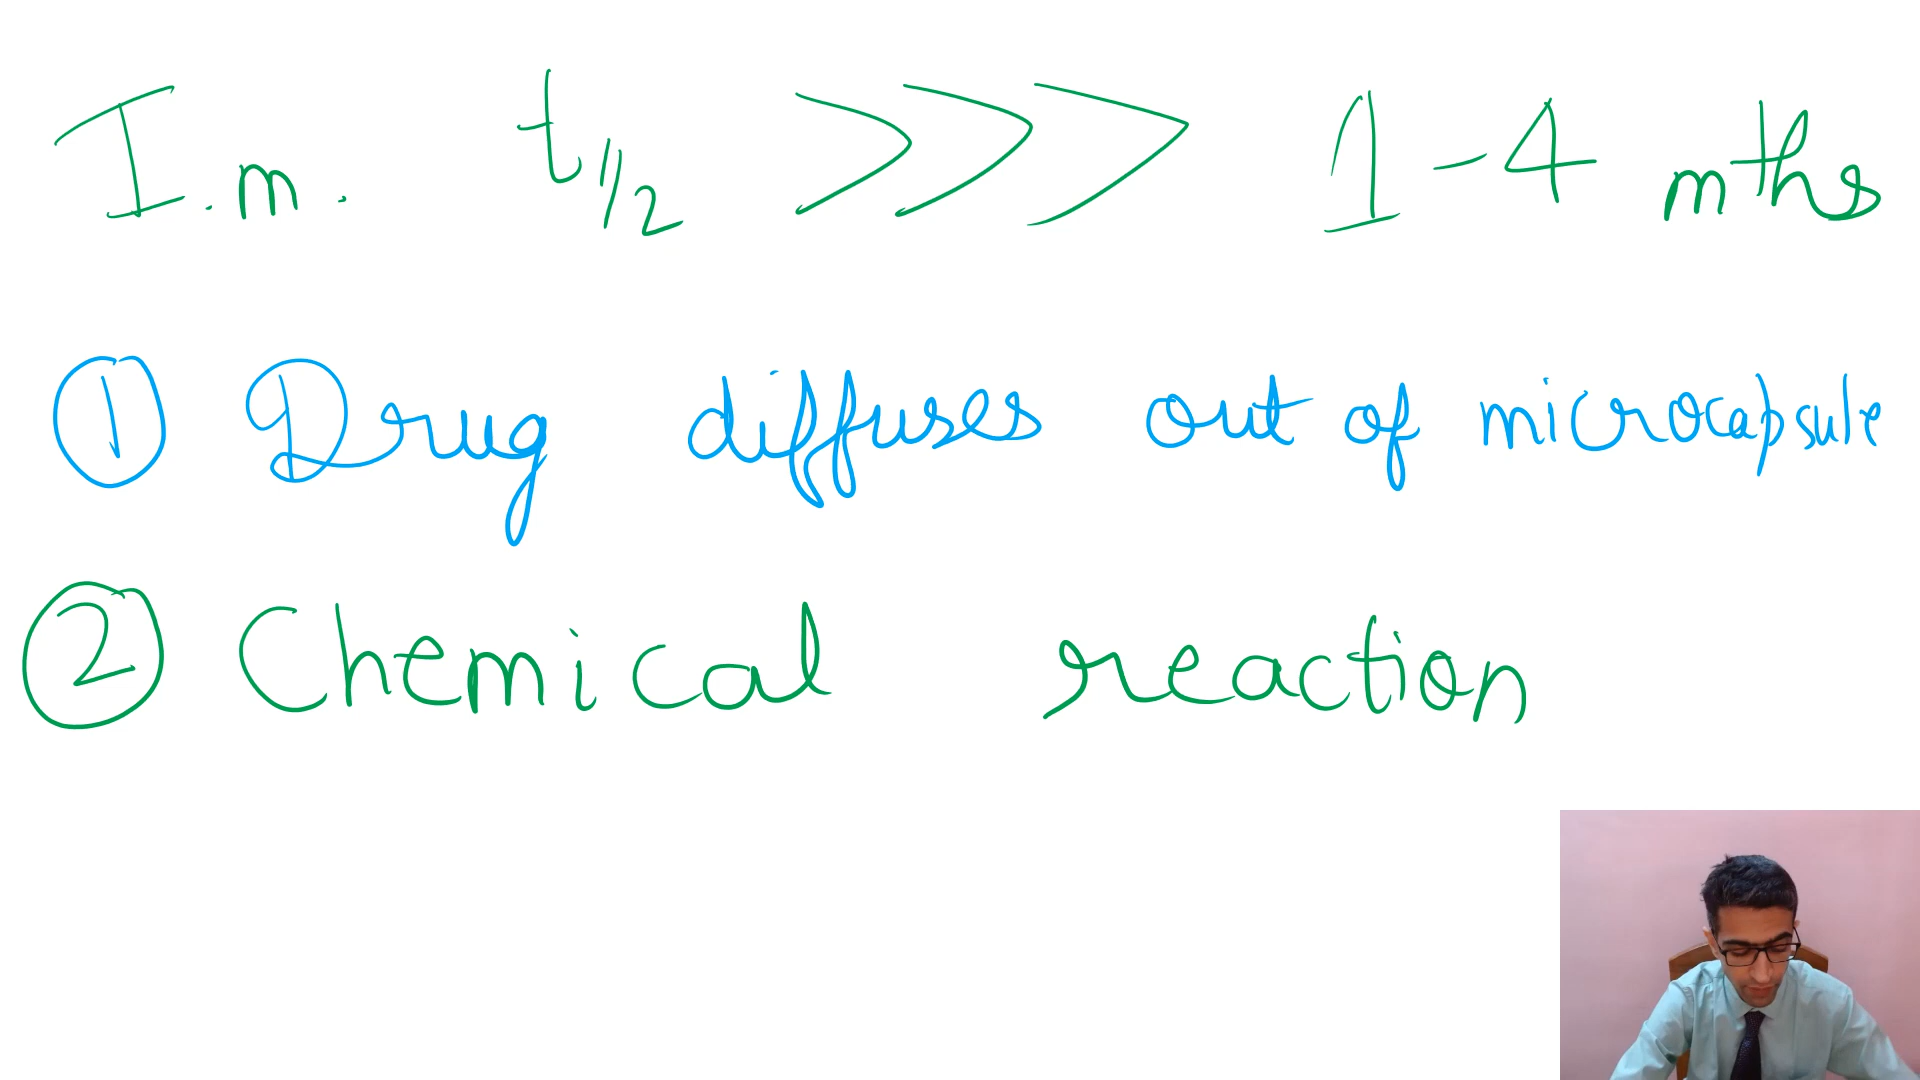 I.m. t1/2 >>> 1-4 mths
① Drug diffuses out of microcapsule
② Chemical reaction